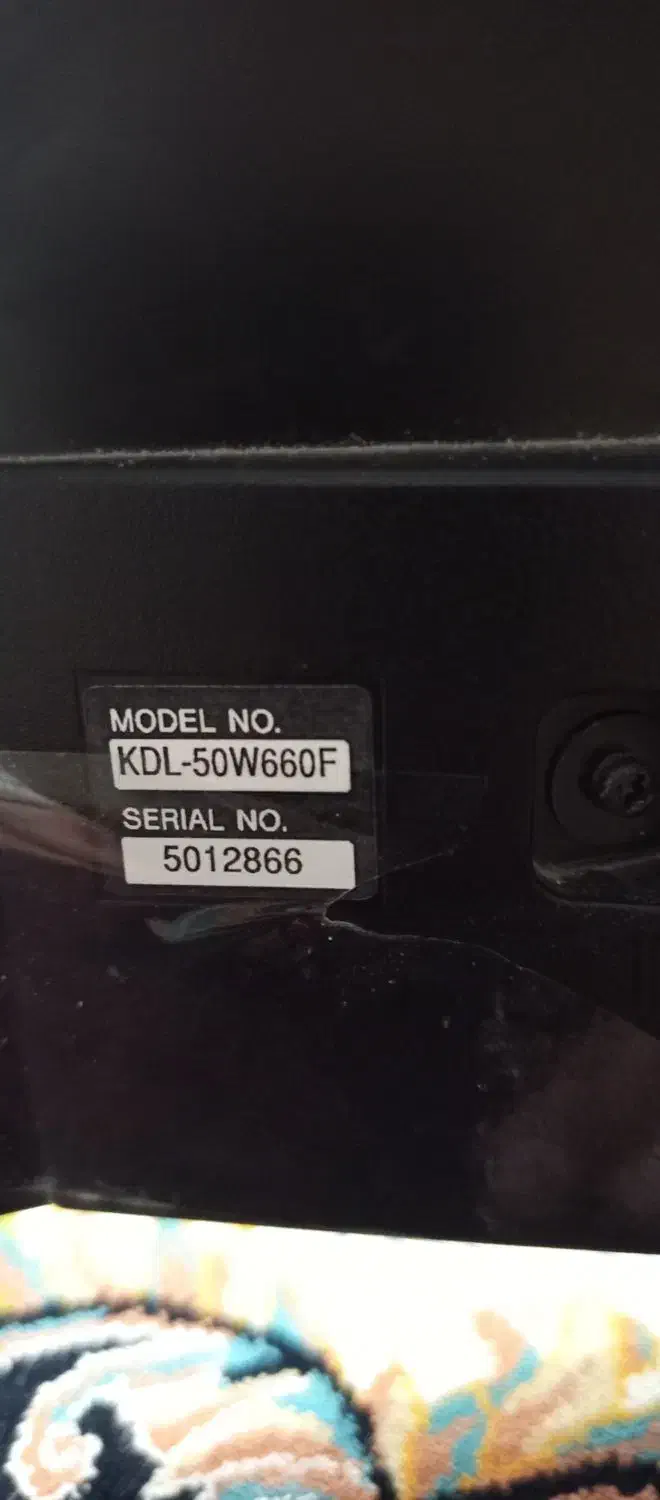 MODEL NO.
KDL-50W660F
SERIAL NO.
5012866